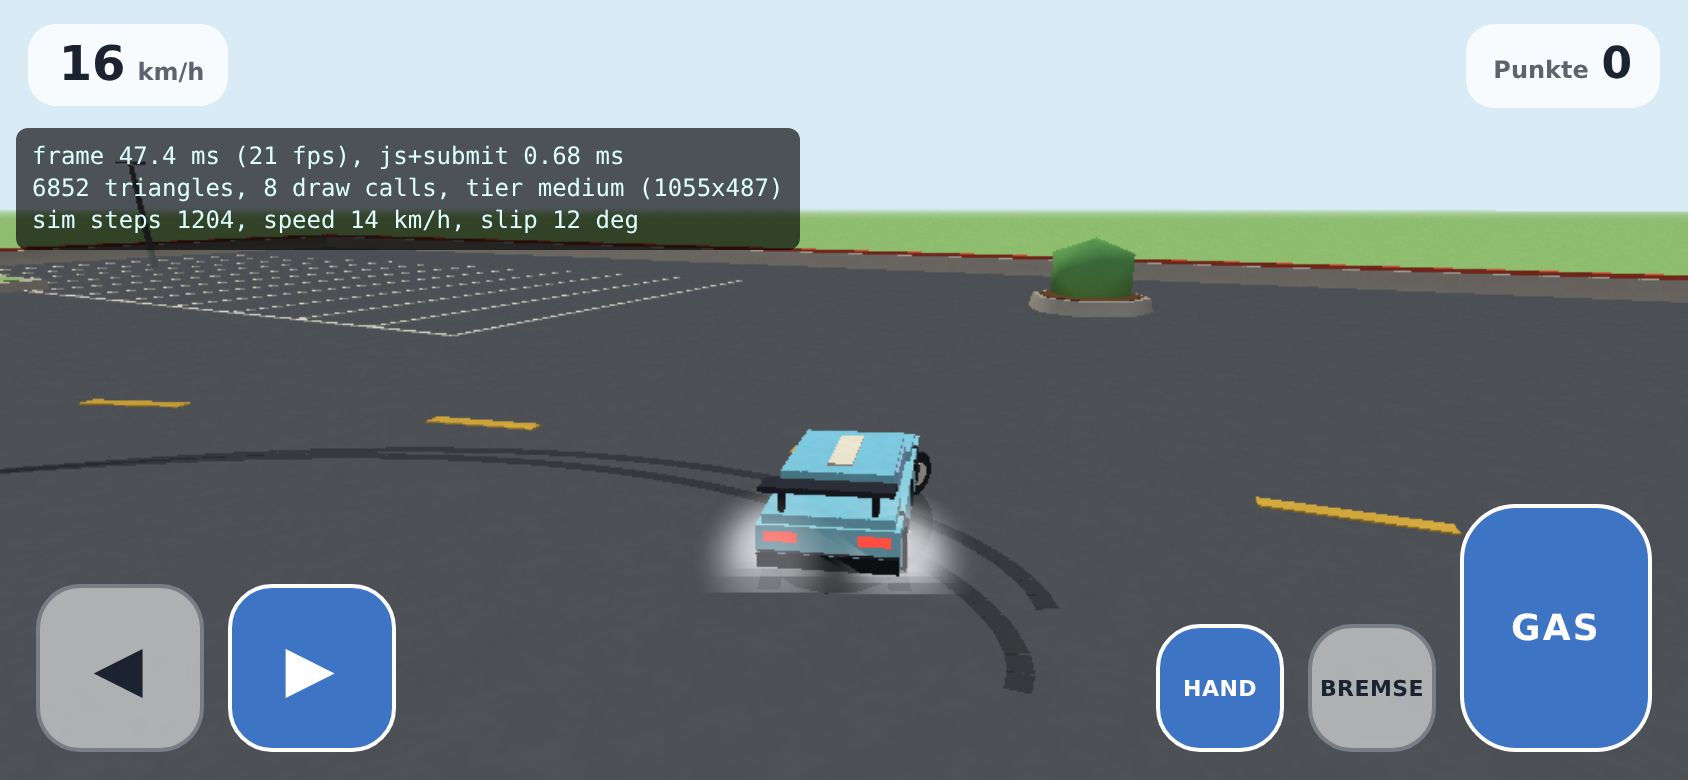 16 km/h
Punkte 0
frame 47.4 ms (21 fps), js+submit 0.68 ms
6852 triangles, 8 draw calls, tier medium (1055x487)
sim steps 1204, speed 14 km/h, slip 12 deg
◀
▶
HAND
BREMSE
GAS